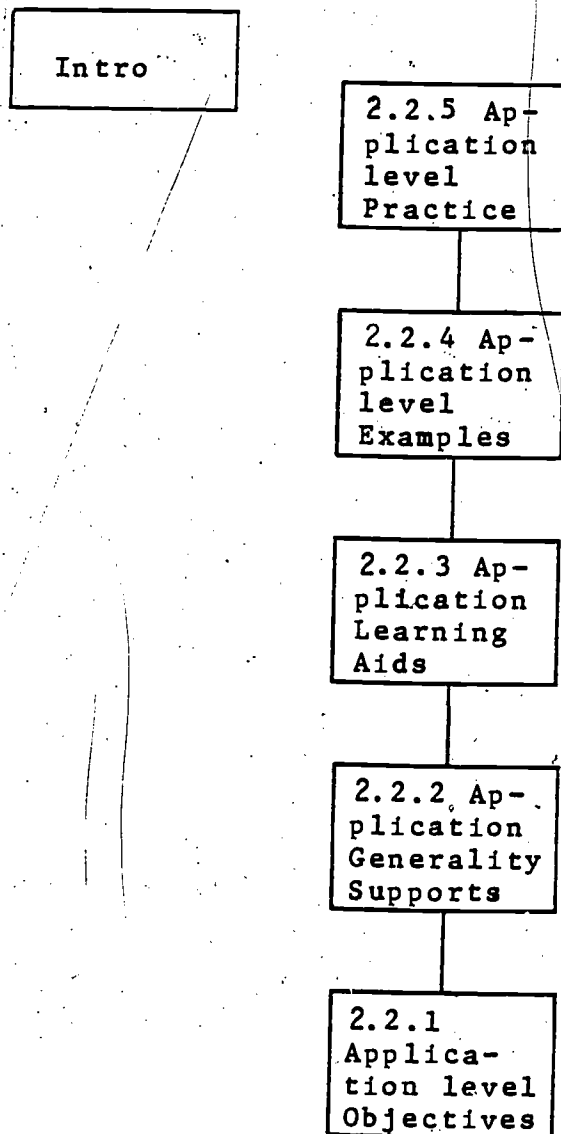 Intro
2.2.5 Ap-
plication
level
Practice
2.2.4 Ap-
plication
level
Examples
2.2.3 Ap-
plication
Learning
Aids
2.2.2 Ap-
plication
Generality
Supports
2.2.1
Applica-
tion level
Objectives